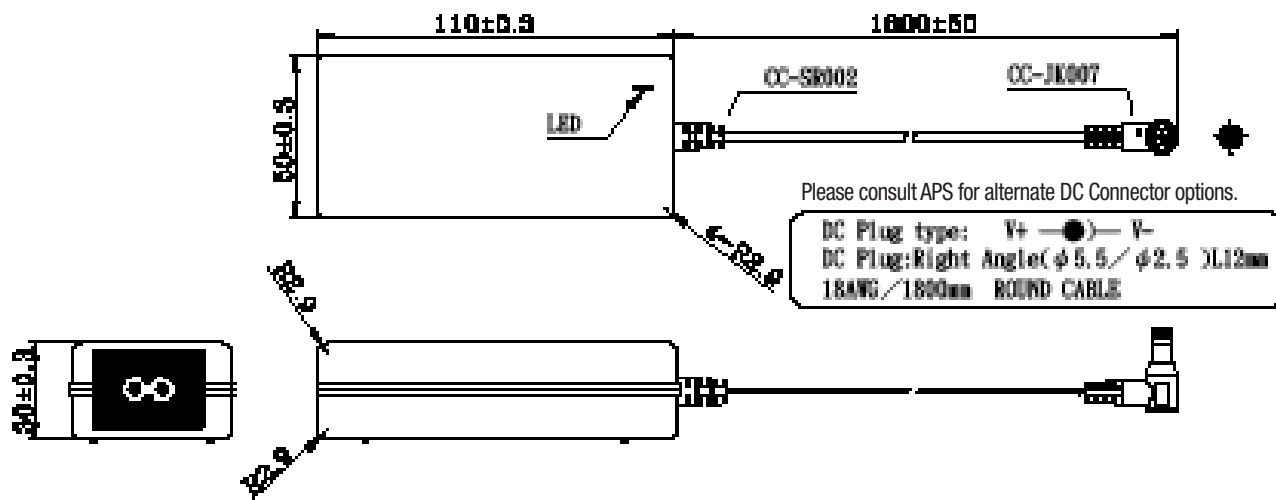 110±0.3
1800±50
CC-SR002
CC-JK007
LED
50±0.3
Please consult APS for alternate DC Connector options.
DC Plug type: V+ V-
DC Plug:Right Angle(φ5.5/φ2.5 )L12mm
18AWG/1800mm ROUND CABLE
30±0.3